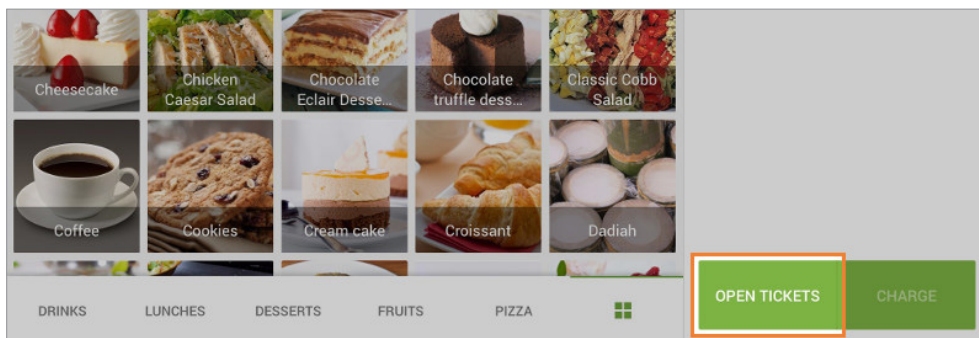 Cheesecake
Chicken
Caesar Salad
Chocolate
Eclair Desse...
Chocolate
truffle dess...
Classic Cobb
Salad
Coffee
Cookies
Cream cake
Croissant
Dadiah
DRINKS
LUNCHES
DESSERTS
FRUITS
PIZZA
OPEN TICKETS
CHARGE